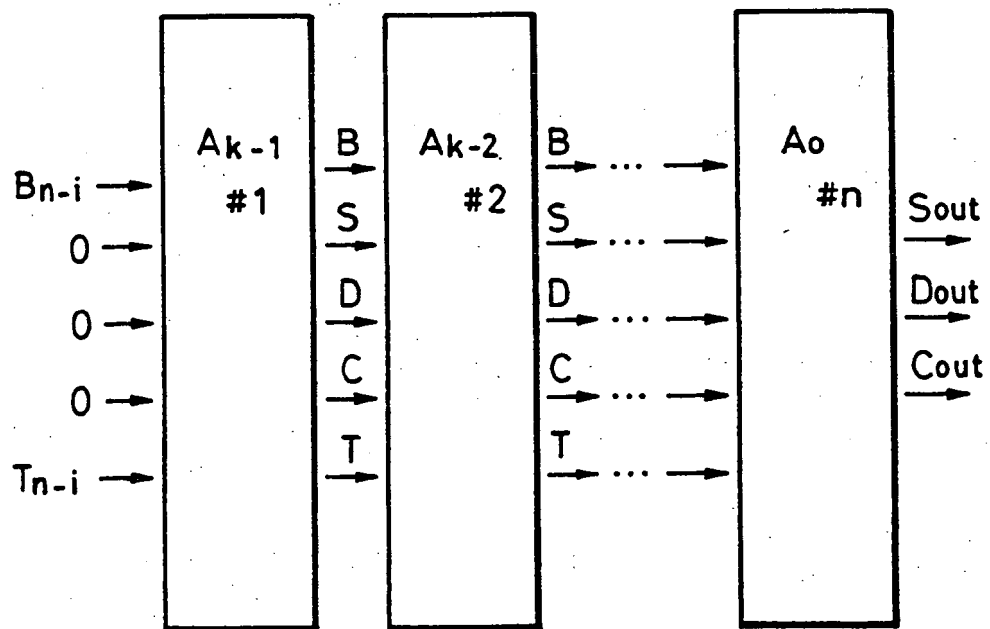 Ak-1
#1
B
Ak-2
#2
B
...
Ao
#n
Bn-i
0
S
S
...
Sout
0
D
D
...
Dout
0
C
C
...
Cout
Tn-i
T
T
...